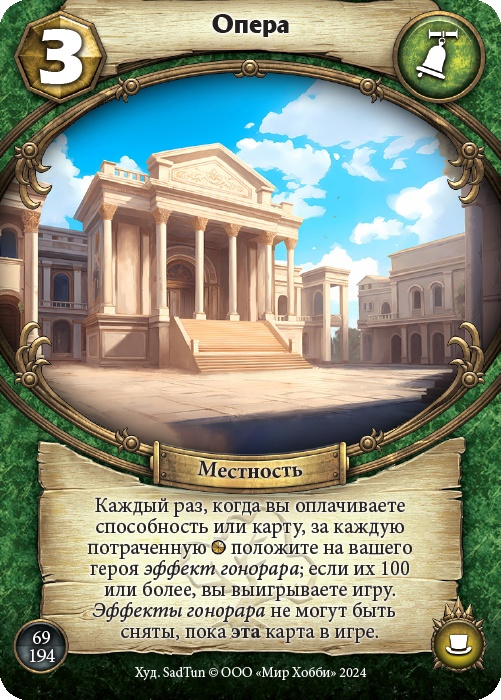 Опера
3
Местность
Каждый раз, когда вы оплачиваете
способность или карту, за каждую
потраченную положите на вашего
героя эффект гонорара; если их 100
или более, вы выигрываете игру.
Эффекты гонорара не могут быть
сняты, пока эта карта в игре.
69
194
Худ. SadTun © ООО «Мир Хобби» 2024